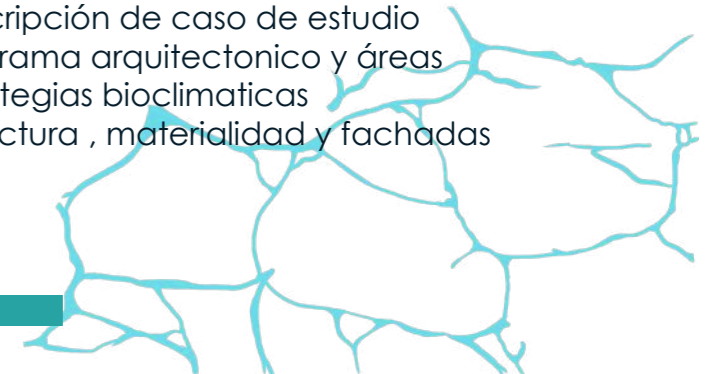 cripción de caso de estudio
rama arquitectonico y áreas
tegias bioclimaticas
ctura , materialidad y fachadas